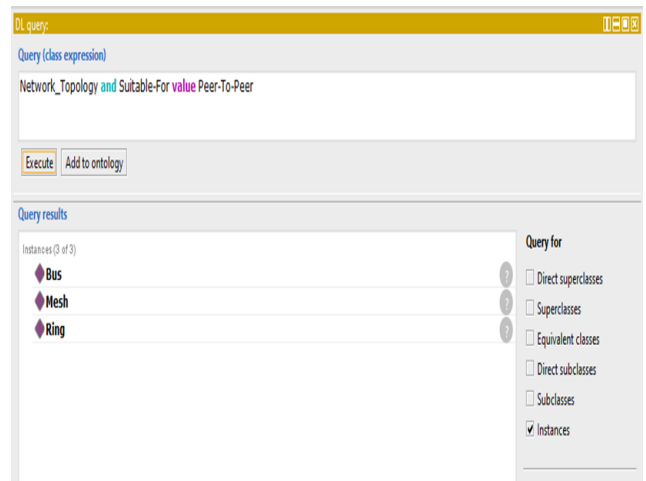 DL query:
Query (class expression)
Network_Topology and Suitable-For value Peer-To-Peer
Execute Add to ontology
Query results
Instances (3 of 3)
Bus ?
Mesh ?
Ring ?
Query for
Direct superclasses
Superclasses
Equivalent classes
Direct subclasses
Subclasses
Instances